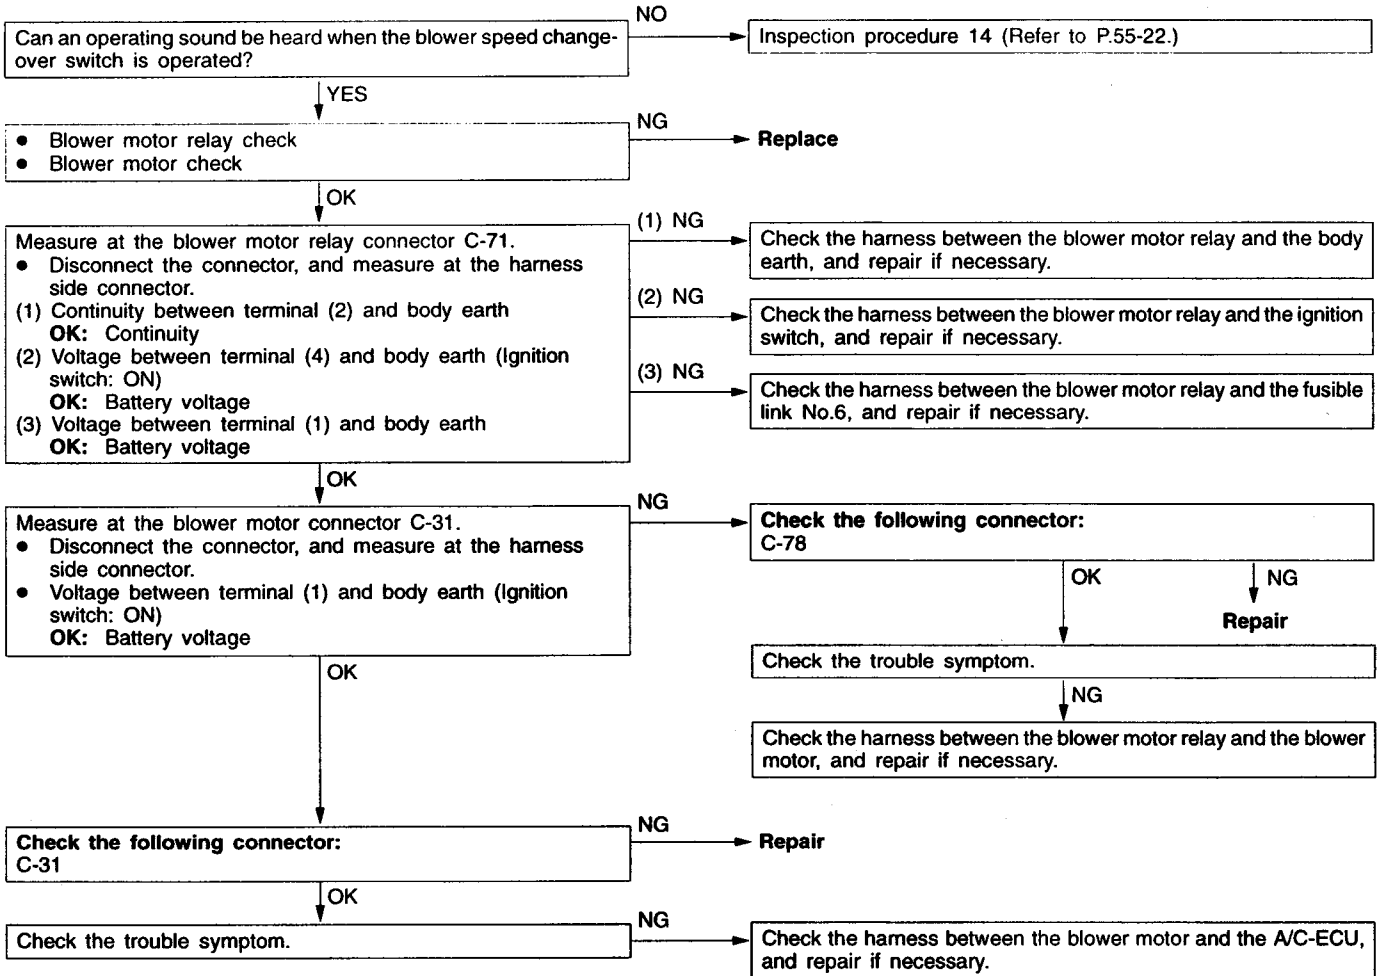 Can an operating sound be heard when the blower speed change-
over switch is operated?
NO
Inspection procedure 14 (Refer to P.55-22.)
YES
● Blower motor relay check
● Blower motor check
NG
Replace
OK
Measure at the blower motor relay connector C-71.
● Disconnect the connector, and measure at the harness
side connector.
(1) Continuity between terminal (2) and body earth
OK: Continuity
(2) Voltage between terminal (4) and body earth (Ignition
switch: ON)
OK: Battery voltage
(3) Voltage between terminal (1) and body earth
OK: Battery voltage
(1) NG
Check the harness between the blower motor relay and the body
earth, and repair if necessary.
(2) NG
Check the harness between the blower motor relay and the ignition
switch, and repair if necessary.
(3) NG
Check the harness between the blower motor relay and the fusible
link No.6, and repair if necessary.
OK
Measure at the blower motor connector C-31.
● Disconnect the connector, and measure at the harness
side connector.
● Voltage between terminal (1) and body earth (Ignition
switch: ON)
OK: Battery voltage
NG
Check the following connector:
C-78
OK
NG
Repair
Check the trouble symptom.
NG
Check the harness between the blower motor relay and the blower
motor, and repair if necessary.
OK
Check the following connector:
C-31
NG
Repair
OK
Check the trouble symptom.
NG
Check the harness between the blower motor and the A/C-ECU,
and repair if necessary.